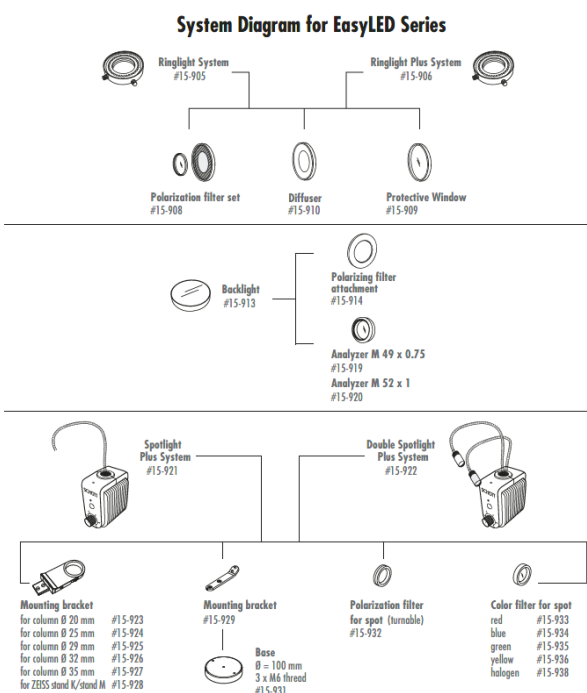 System Diagram for EasyLED Series
Ringlight System
#15-905
Ringlight Plus System
#15-906
Polarization filter set
#15-908
Diffuser
#15-910
Protective Window
#15-909
Backlight
#15-913
Polarizing filter
attachment
#15-914
Analyzer M 49 x 0.75
#15-919
Analyzer M 52 x 1
#15-920
Spotlight
Plus System
#15-921
Double Spotlight
Plus System
#15-922
SCHOTT
SCHOTT
Mounting bracket
for column Ø 20 mm #15-923
for column Ø 25 mm #15-924
for column Ø 29 mm #15-925
for column Ø 32 mm #15-926
for column Ø 35 mm #15-927
for ZEISS stand K/stand M #15-928
Mounting bracket
#15-929
Base
Ø = 100 mm
3 x M6 thread
#15-931
Polarization filter
for spot (turnable)
#15-932
Color filter for spot
red #15-933
blue #15-934
green #15-935
yellow #15-936
halogen #15-938